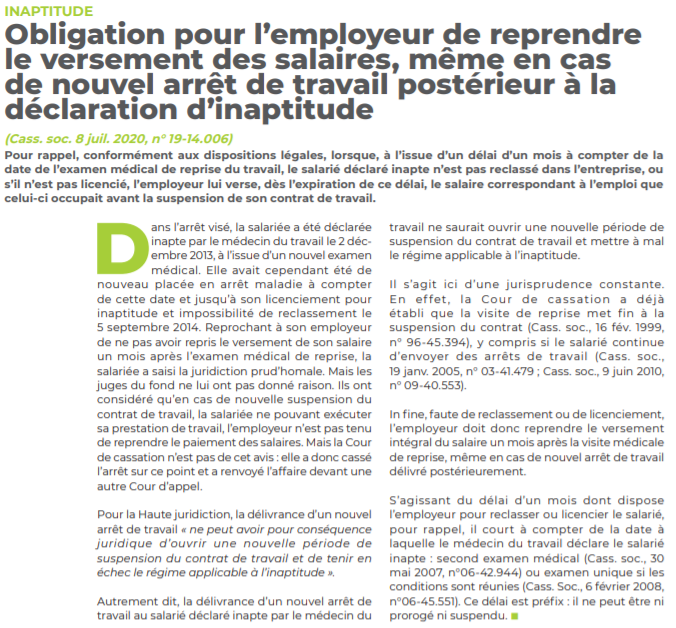 INAPTITUDE
Obligation pour l'employeur de reprendre
le versement des salaires, même en cas
de nouvel arrêt de travail postérieur à la
déclaration d'inaptitude
(Cass. soc. 8 juil. 2020, n° 19-14.006)
Pour rappel, conformément aux dispositions légales, lorsque, à l'issue d'un délai d'un mois à compter de la
date de l'examen médical de reprise du travail, le salarié déclaré inapte n'est pas reclassé dans l'entreprise, ou
s'il n'est pas licencié, l'employeur lui verse, dès l'expiration de ce délai, le salaire correspondant à l'emploi que
celui-ci occupait avant la suspension de son contrat de travail.
Dans l'arrêt visé, la salariée a été déclarée
inapte par le médecin du travail le 2 déc-
embre 2013, à l'issue d'un nouvel examen
médical. Elle avait cependant été de
nouveau placée en arrêt maladie à compter
de cette date et jusqu'à son licenciement pour
inaptitude et impossibilité de reclassement le
5 septembre 2014. Reprochant à son employeur
de ne pas avoir repris le versement de son salaire
un mois après l'examen médical de reprise, la
salariée a saisi la juridiction prud'homale. Mais les
juges du fond ne lui ont pas donné raison. Ils ont
considéré qu'en cas de nouvelle suspension du
contrat de travail, la salariée ne pouvant exécuter
sa prestation de travail, l'employeur n'est pas tenu
de reprendre le paiement des salaires. Mais la Cour
de cassation n'est pas de cet avis : elle a donc cassé
l'arrêt sur ce point et a renvoyé l'affaire devant une
autre Cour d'appel.
Pour la Haute juridiction, la délivrance d'un nouvel
arrêt de travail « ne peut avoir pour conséquence
juridique d'ouvrir une nouvelle période de
suspension du contrat de travail et de tenir en
échec le régime applicable à l'inaptitude ».
Autrement dit, la délivrance d'un nouvel arrêt de
travail au salarié déclaré inapte par le médecin du
travail ne saurait ouvrir une nouvelle période de
suspension du contrat de travail et mettre à mal
le régime applicable à l'inaptitude.
Il s'agit ici d'une jurisprudence constante.
En effet, la Cour de cassation a déjà
établi que la visite de reprise met fin à la
suspension du contrat (Cass. soc., 16 fév. 1999,
n° 96-45.394), y compris si le salarié continue
d'envoyer des arrêts de travail (Cass. soc.,
19 janv. 2005, n° 03-41.479 ; Cass. soc., 9 juin 2010,
n° 09-40.553).
In fine, faute de reclassement ou de licenciement,
l'employeur doit donc reprendre le versement
intégral du salaire un mois après la visite médicale
de reprise, même en cas de nouvel arrêt de travail
délivré postérieurement.
S'agissant du délai d'un mois dont dispose
l'employeur pour reclasser ou licencier le salarié,
pour rappel, il court à compter de la date à
laquelle le médecin du travail déclare le salarié
inapte : second examen médical (Cass. soc., 30
mai 2007, n°06-42.944) ou examen unique si les
conditions sont réunies (Cass. Soc., 6 février 2008,
n°06-45.551). Ce délai est préfix : il ne peut être ni
prorogé ni suspendu.